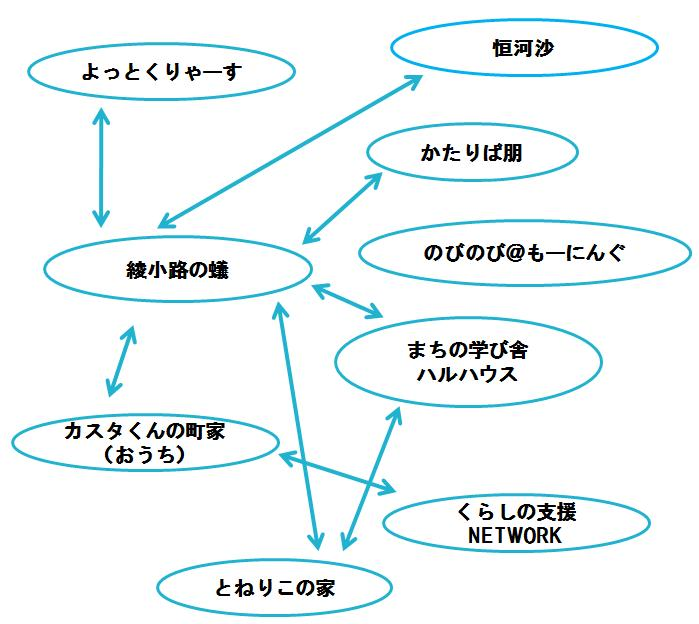 よっとくりゃーす
恒河沙
かたりば朋
のびのび@もーにんぐ
綾小路の蟻
まちの学び舎
ハルハウス
カスタくんの町家
（おうち）
くらしの支援
NETWORK
とねりこの家